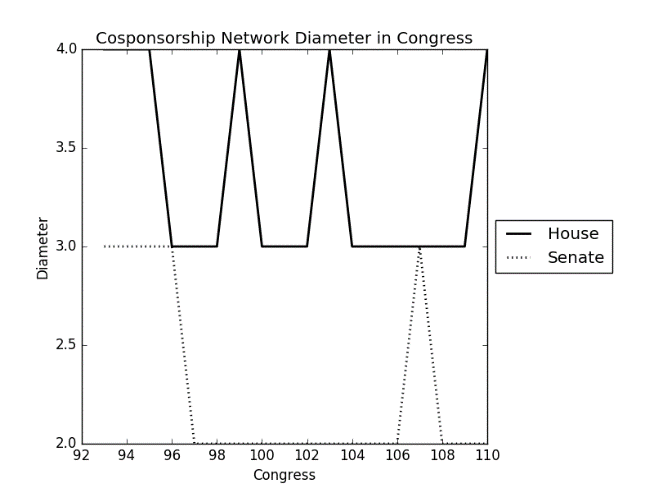 Cosponsorship Network Diameter in Congress
4.0
3.5
3.0
2.5
2.0
Diameter
92 94 96 98 100 102 104 106 108 110
Congress
House
Senate